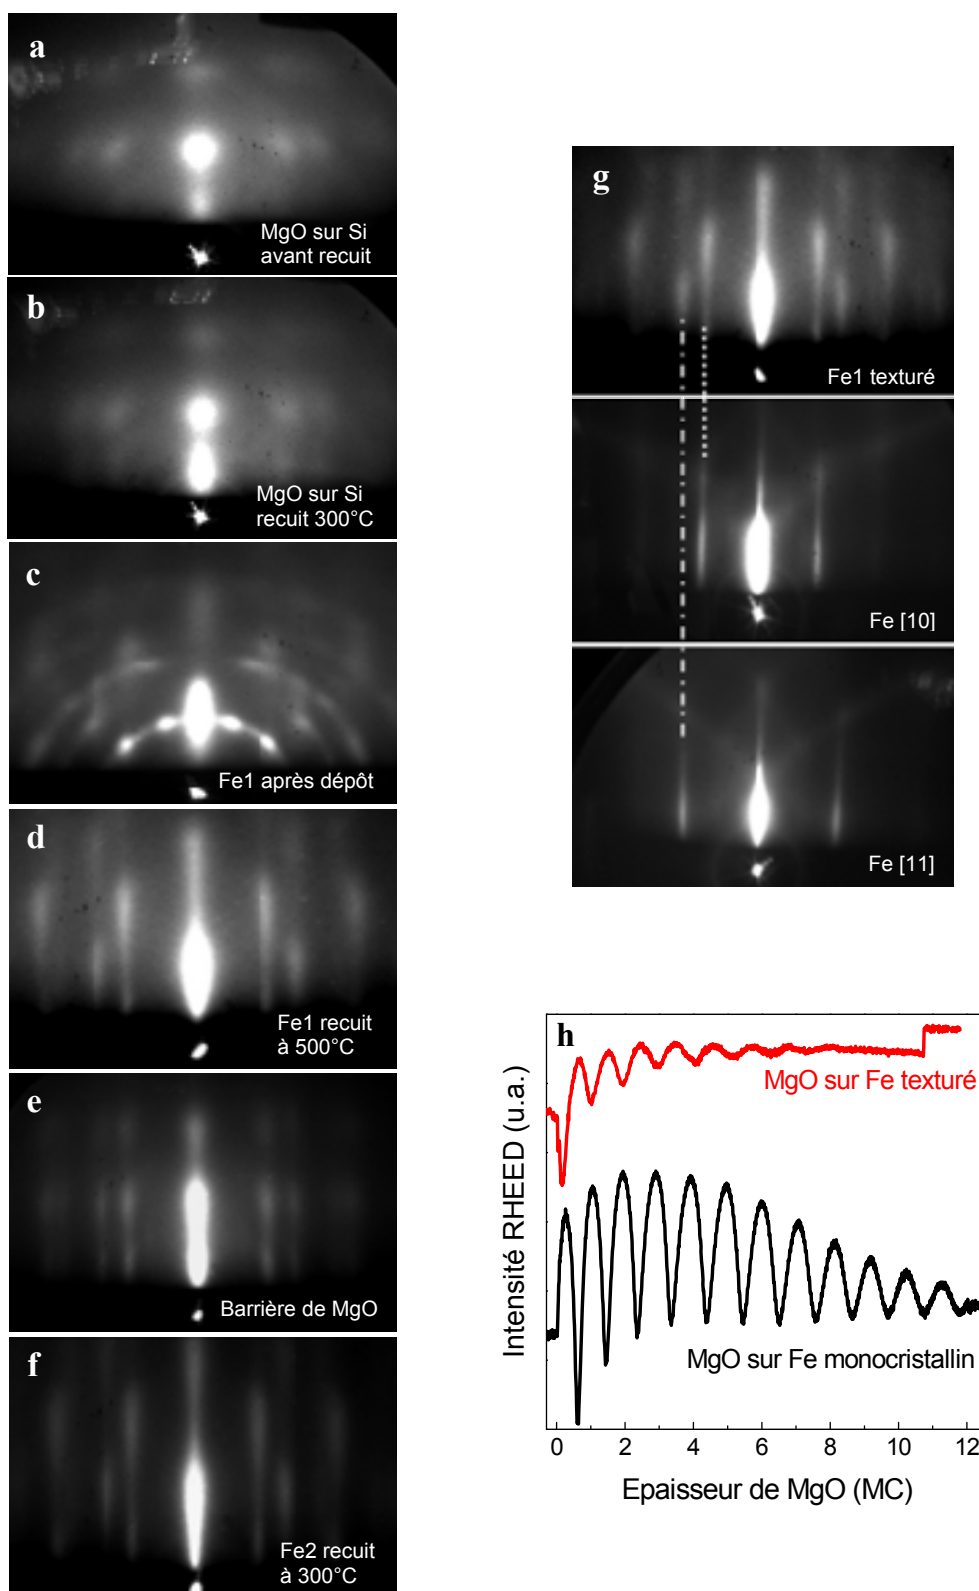 a
MgO sur Si
avant recuit
b
MgO sur Si
recuit 300°C
c
Fe1 après dépôt
d
Fe1 recuit
à 500°C
e
Barrière de MgO
f
Fe2 recuit
à 300°C
g
Fe1 texturé
Fe [10]
Fe [11]
h
MgO sur Fe texturé
MgO sur Fe monocristallin
Intensité RHEED (u.a.)
0 2 4 6 8 10 12
Epaisseur de MgO (MC)